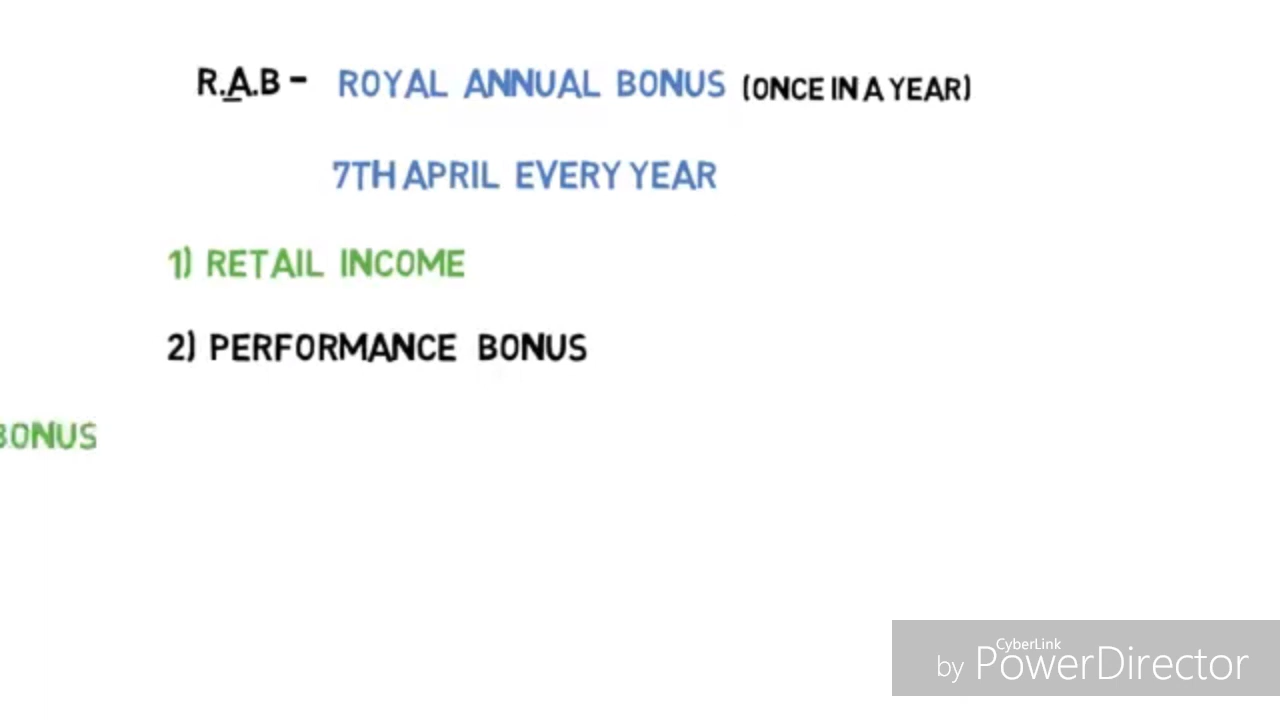 R.A.B - ROYAL ANNUAL BONUS (ONCE IN A YEAR)
7TH APRIL EVERY YEAR
1) RETAIL INCOME
2) PERFORMANCE BONUS
BONUS
CyberLink
by PowerDirector